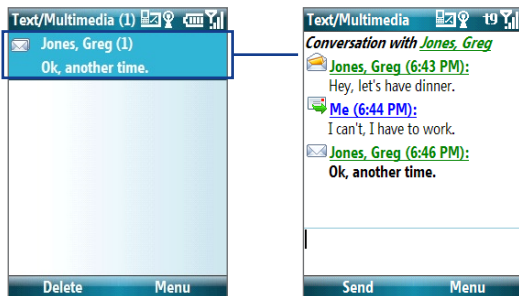 Text/Multimedia (1)
Jones, Greg (1)
Ok, another time.
Delete Menu
Text/Multimedia t9
Conversation with Jones, Greg
Jones, Greg (6:43 PM):
Hey, let's have dinner.
Me (6:44 PM):
I can't, I have to work.
Jones, Greg (6:46 PM):
Ok, another time.
Send Menu